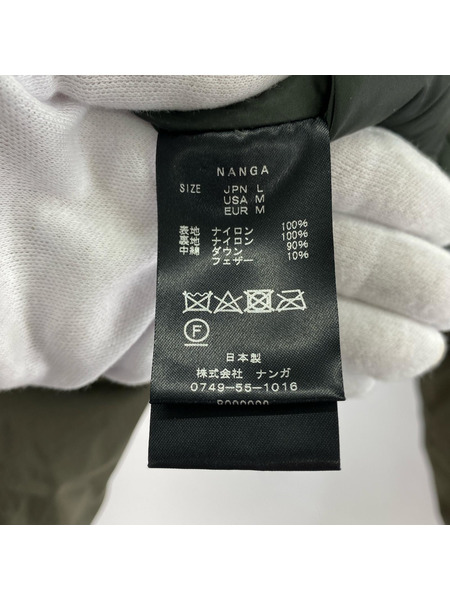 NANGA
SIZE JPN L
USA M
EUR M
表地 ナイロン 100%
裏地 ナイロン 100%
中綿 ダウン 90%
フェザー 10%
F
日本製
株式会社 ナンガ
0749-55-1016